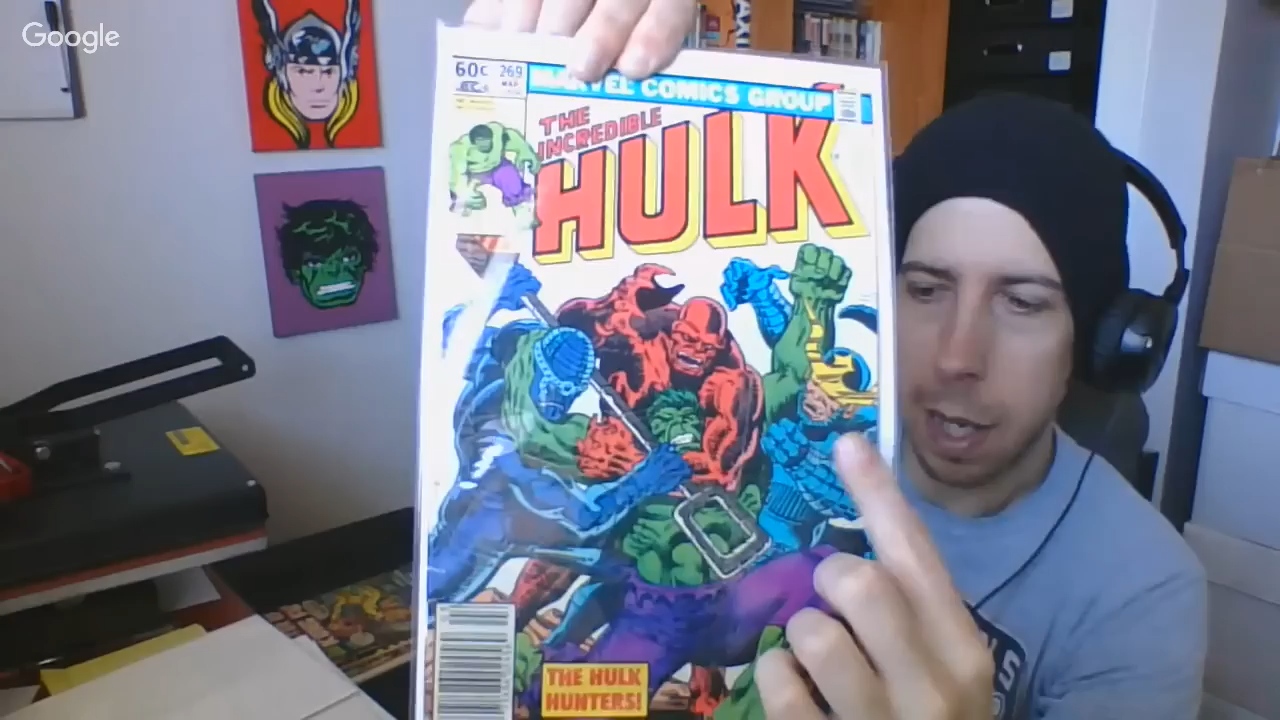 Google
60¢ 269
MAR
MARVEL COMICS GROUP
THE
INCREDIBLE
HULK
THE HULK
HUNTERS!